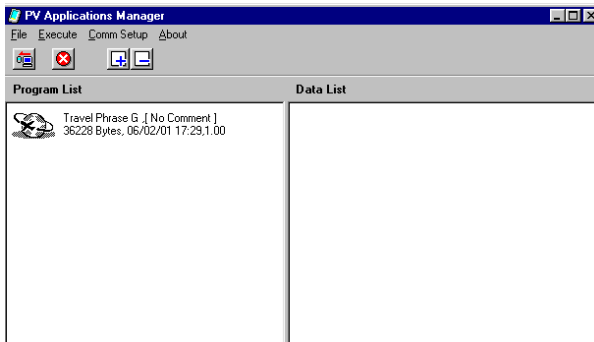 PV Applications Manager
File Execute Comm Setup About
Program List
Data List
Travel Phrase G ,[ No Comment ]
36228 Bytes, 06/02/01 17:29,1.00